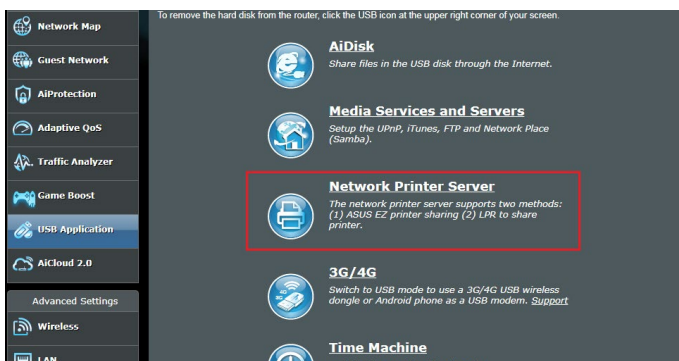 To remove the hard disk from the router, click the USB icon at the upper right corner of your screen.
Network Map
Guest Network
AiProtection
Adaptive QoS
Traffic Analyzer
Game Boost
USB Application
AiCloud 2.0
Advanced Settings
Wireless
LAN
AiDisk
Share files in the USB disk through the Internet.
Media Services and Servers
Setup the UPnP, iTunes, FTP and Network Place
(Samba).
Network Printer Server
The network printer server supports two methods:
(1) ASUS EZ printer sharing (2) LPR to share
printer.
3G/4G
Switch to USB mode to use a 3G/4G USB wireless
dongle or Android phone as a USB modem. Support
Time Machine